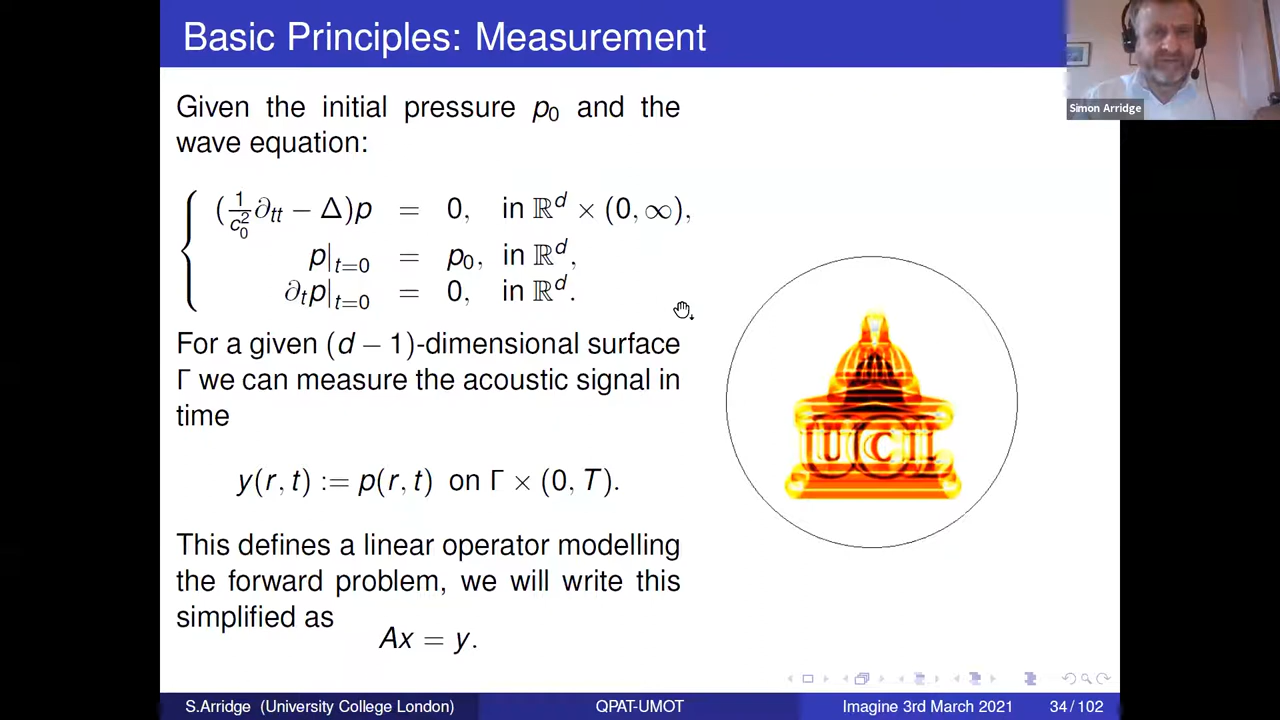 Basic Principles: Measurement
Simon Arridge
Given the initial pressure p₀ and the
wave equation:
(1/c₀² ∂ₜₜ − Δ)p = 0, in ℝᵈ × (0, ∞),
p|ₜ₌₀ = p₀, in ℝᵈ,
∂ₜp|ₜ₌₀ = 0, in ℝᵈ.
For a given (d − 1)-dimensional surface
Γ we can measure the acoustic signal in
time
y(r, t) := p(r, t) on Γ × (0, T).
This defines a linear operator modelling
the forward problem, we will write this
simplified as
Ax = y.
UCL
S.Arridge (University College London) QPAT-UMOT Imagine 3rd March 2021 34 / 102